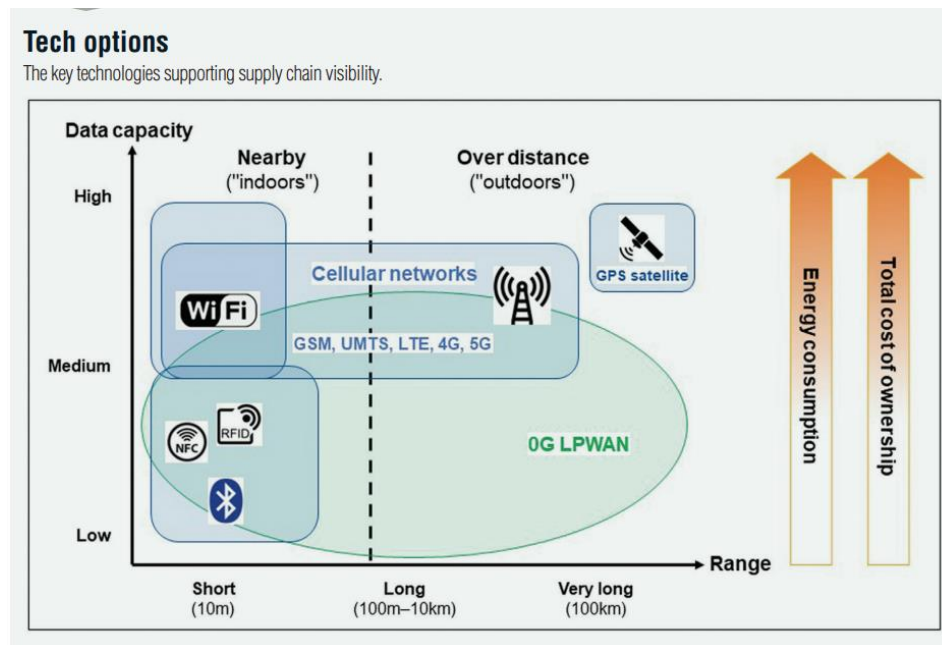 Tech options
The key technologies supporting supply chain visibility.
Data capacity
Nearby
("indoors")
Over distance
("outdoors")
High
Medium
Low
Cellular networks
GSM, UMTS, LTE, 4G, 5G
WiFi
GPS satellite
NFC
RFID
0G LPWAN
Range
Short
(10m)
Long
(100m–10km)
Very long
(100km)
Energy consumption
Total cost of ownership